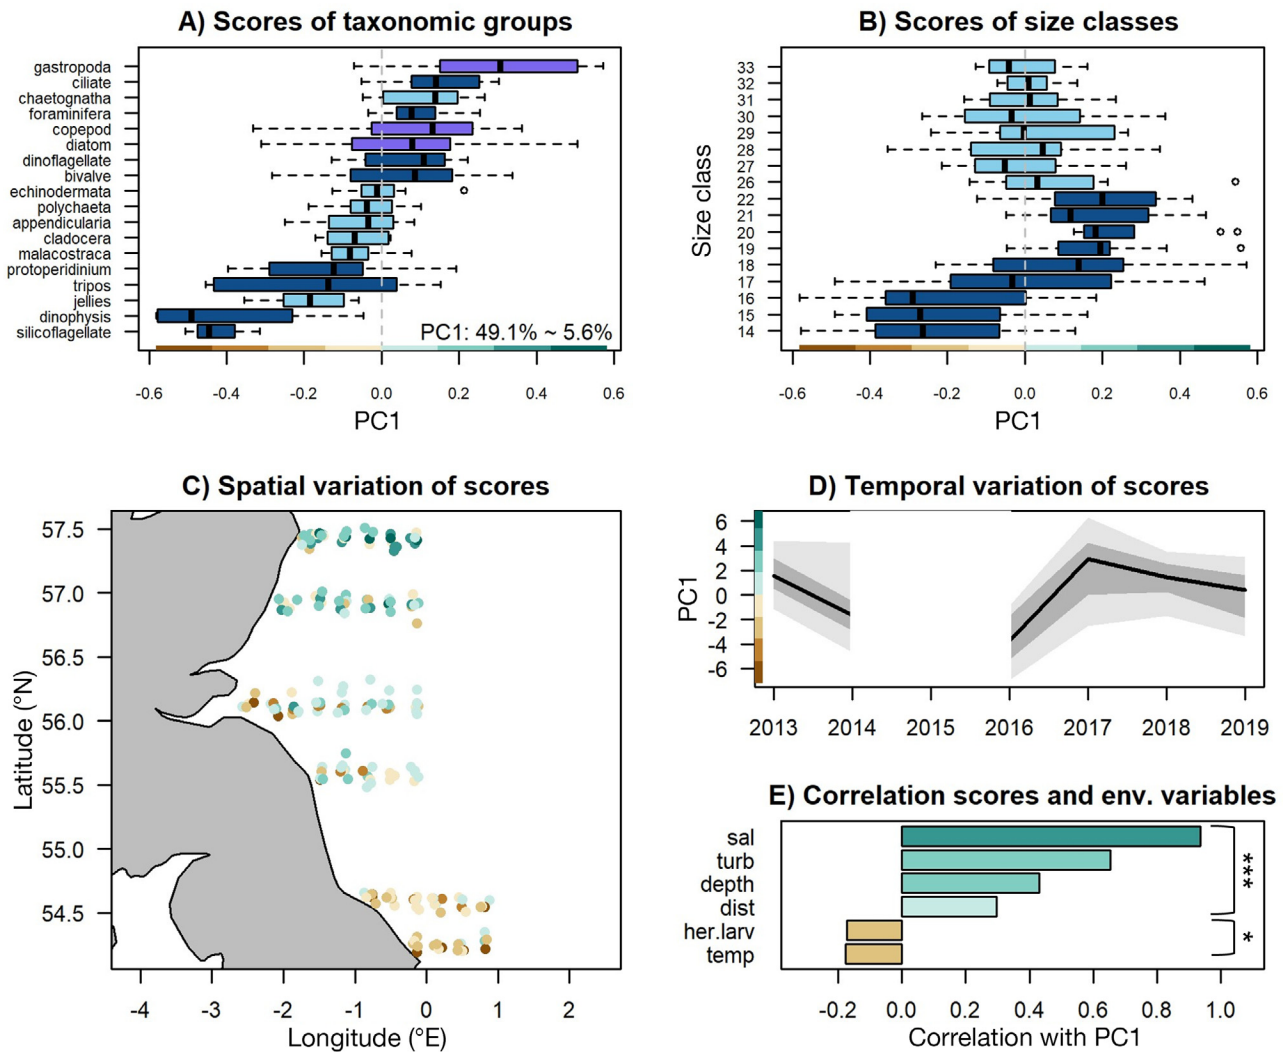 A) Scores of taxonomic groups
gastropoda
ciliate
chaetognatha
foraminifera
copepod
diatom
dinoflagellate
bivalve
echinodermata
polychaeta
appendicularia
cladocera
malacostraca
protoperidinium
tripos
jellies
dinophysis
silicoflagellate
PC1: 49.1% ~ 5.6%
-0.6 -0.4 -0.2 0.0 0.2 0.4 0.6
PC1
B) Scores of size classes
Size class
33
32
31
30
29
28
27
26
22
21
20
19
18
17
16
15
14
-0.6 -0.4 -0.2 0.0 0.2 0.4 0.6
PC1
C) Spatial variation of scores
Latitude (°N)
57.5
57.0
56.5
56.0
55.5
55.0
54.5
-4 -3 -2 -1 0 1 2
Longitude (°E)
D) Temporal variation of scores
PC1
6
4
2
0
-2
-4
-6
2013 2014 2015 2016 2017 2018 2019
E) Correlation scores and env. variables
sal
turb
depth
dist
her.larv
temp
***
*
-0.2 0.0 0.2 0.4 0.6 0.8 1.0
Correlation with PC1